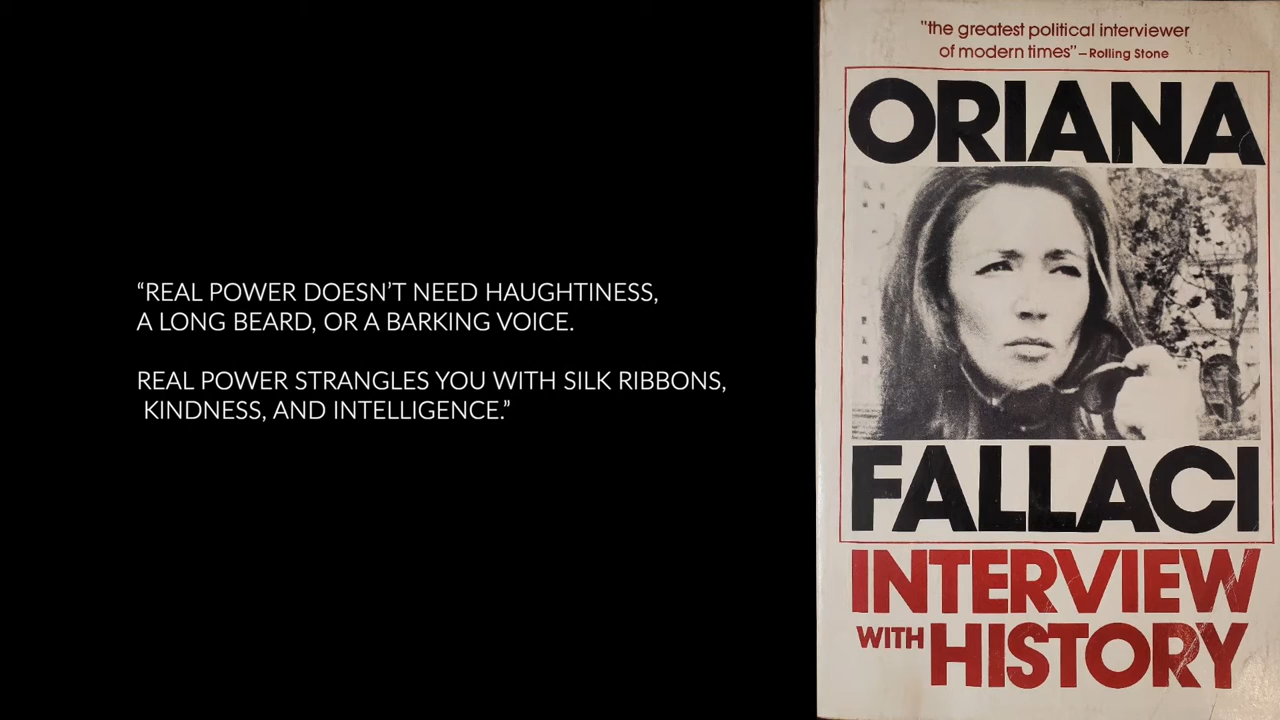 “REAL POWER DOESN’T NEED HAUGHTINESS,
A LONG BEARD, OR A BARKING VOICE.
REAL POWER STRANGLES YOU WITH SILK RIBBONS,
KINDNESS, AND INTELLIGENCE.”
"the greatest political interviewer
of modern times” – Rolling Stone
ORIANA
FALLACI
INTERVIEW
WITH HISTORY